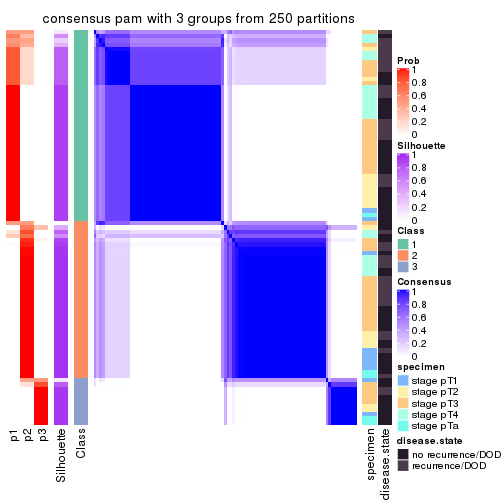 consensus pam with 3 groups from 250 partitions
Prob
1
0.8
0.6
0.4
0.2
0
Silhouette
1
0.8
0.6
0.4
0.2
0
Class
1
2
3
Consensus
1
0.8
0.6
0.4
0.2
0
specimen
stage pT1
stage pT2
stage pT3
stage pT4
stage pTa
disease.state
no recurrence/DOD
recurrence/DOD
p1
p2
p3
Silhouette
Class
specimen
disease.state